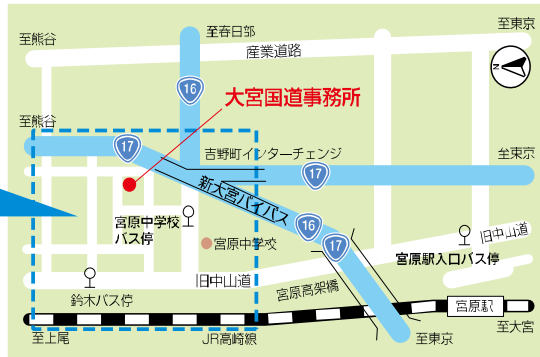 至東京
至熊谷
至春日部
産業道路
N
16
大宮国道事務所
至熊谷
17
吉野町インターチェンジ
17
至東京
新大宮バイパス
宮原中学校
バス停
16
17
旧中山道
宮原中学校
宮原駅入口バス停
旧中山道
鈴木バス停
宮原高架橋
宮原駅
至上尾
JR高崎線
至東京
至大宮